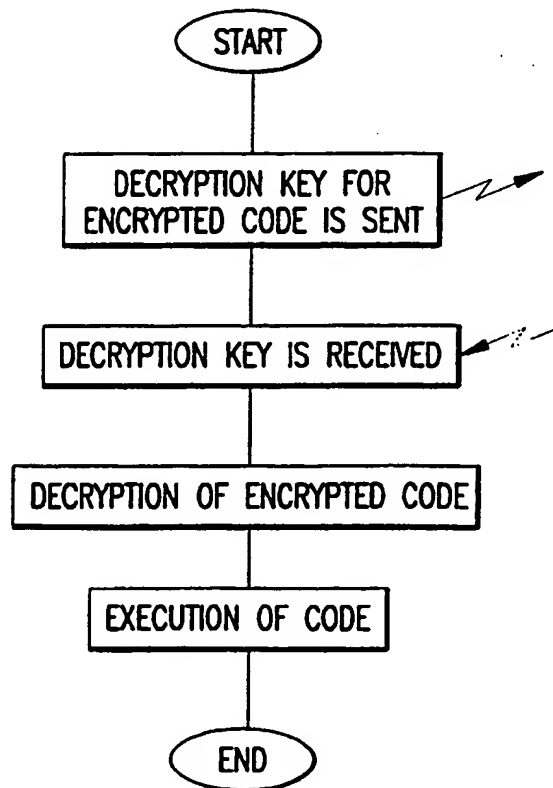 START
DECRYPTION KEY FOR
ENCRYPTED CODE IS SENT
DECRYPTION KEY IS RECEIVED
DECRYPTION OF ENCRYPTED CODE
EXECUTION OF CODE
END